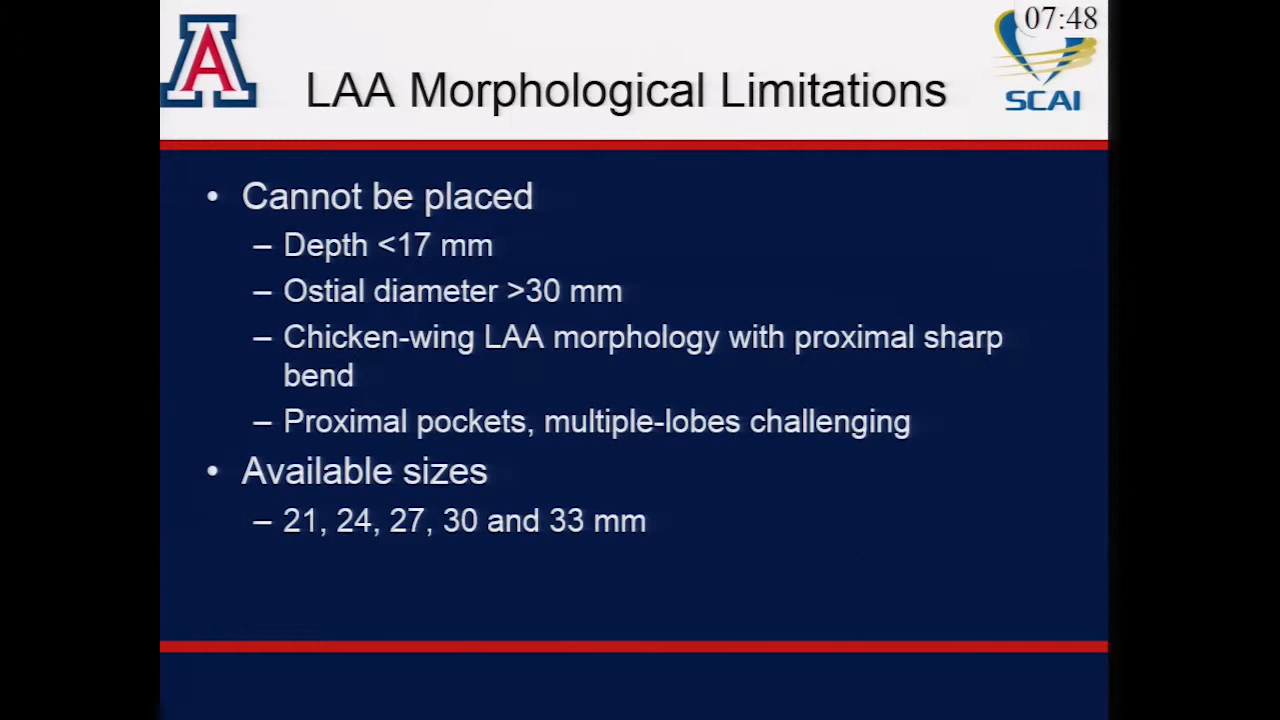 07:48
A
LAA Morphological Limitations
SCAI
• Cannot be placed
– Depth <17 mm
– Ostial diameter >30 mm
– Chicken-wing LAA morphology with proximal sharp
bend
– Proximal pockets, multiple-lobes challenging
• Available sizes
– 21, 24, 27, 30 and 33 mm